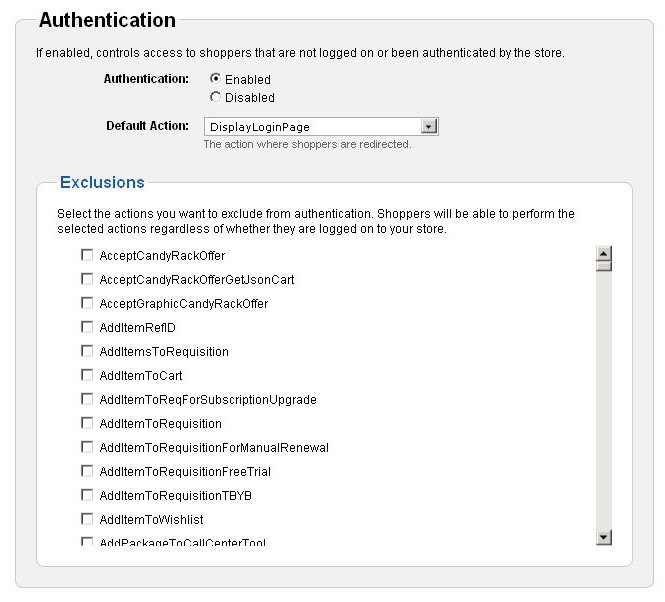 Authentication
If enabled, controls access to shoppers that are not logged on or been authenticated by the store.
Authentication: Enabled
Disabled
Default Action: DisplayLoginPage
The action where shoppers are redirected.
Exclusions
Select the actions you want to exclude from authentication. Shoppers will be able to perform the
selected actions regardless of whether they are logged on to your store.
AcceptCandyRackOffer
AcceptCandyRackOfferGetJsonCart
AcceptGraphicCandyRackOffer
AddItemRefID
AddItemsToRequisition
AddItemToCart
AddItemToReqForSubscriptionUpgrade
AddItemToRequisition
AddItemToRequisitionForManualRenewal
AddItemToRequisitionFreeTrial
AddItemToRequisitionTBYB
AddItemToWishlist
AddPackageToCallCenterTool